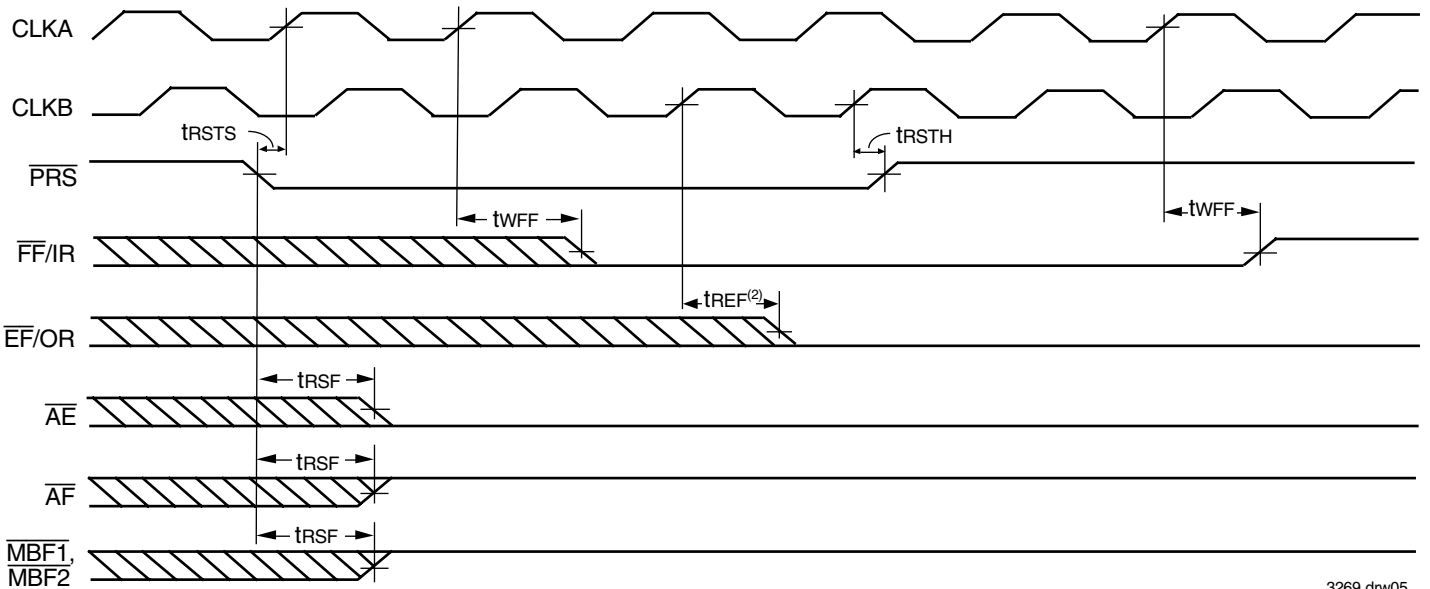 CLKA
CLKB
tRSTS
tRSTH
PRS
tWFF
tWFF
FF/IR
tREF(2)
EF/OR
tRSF
AE
tRSF
AF
tRSF
MBF1,
MBF2
3269 drw05